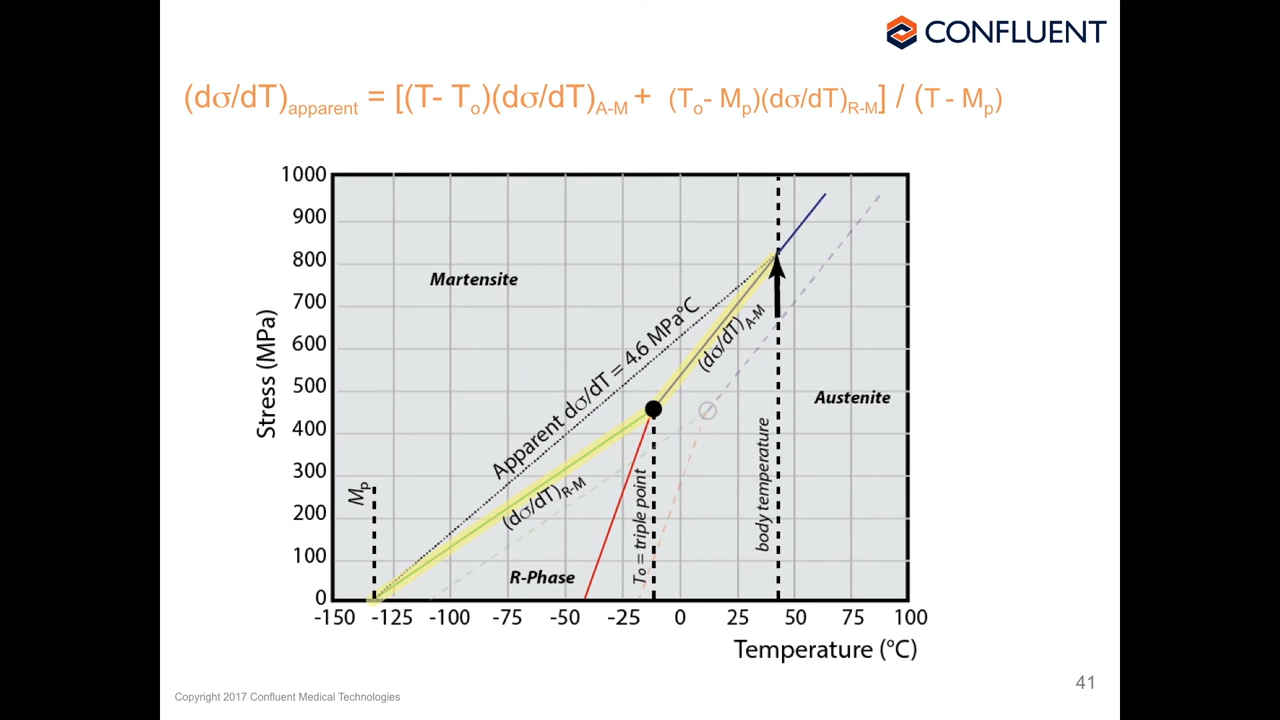 CONFLUENT
(dσ/dT)apparent = [(T- To)(dσ/dT)A-M + (To- Mp)(dσ/dT)R-M] / (T - Mp)
1000
900
800
700
600
500
400
300
200
100
0
Stress (MPa)
Martensite
Apparent dσ/dT = 4.6 MPa°C
(dσ/dT)A-M
Austenite
Mp
(dσ/dT)R-M
R-Phase
To = triple point
body temperature
-150 -125 -100 -75 -50 -25 0 25 50 75 100
Temperature (°C)
41
Copyright 2017 Confluent Medical Technologies